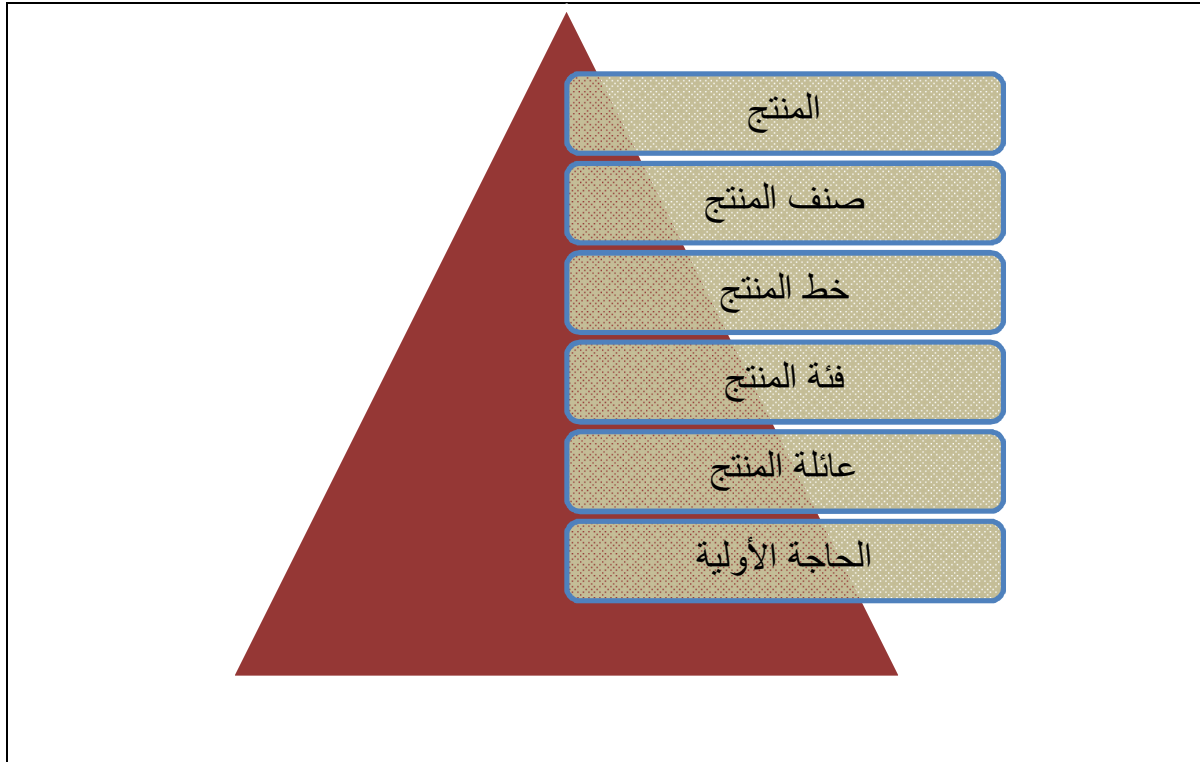 المنتج
صنف المنتج
خط المنتج
فئة المنتج
عائلة المنتج
الحاجة الأولية